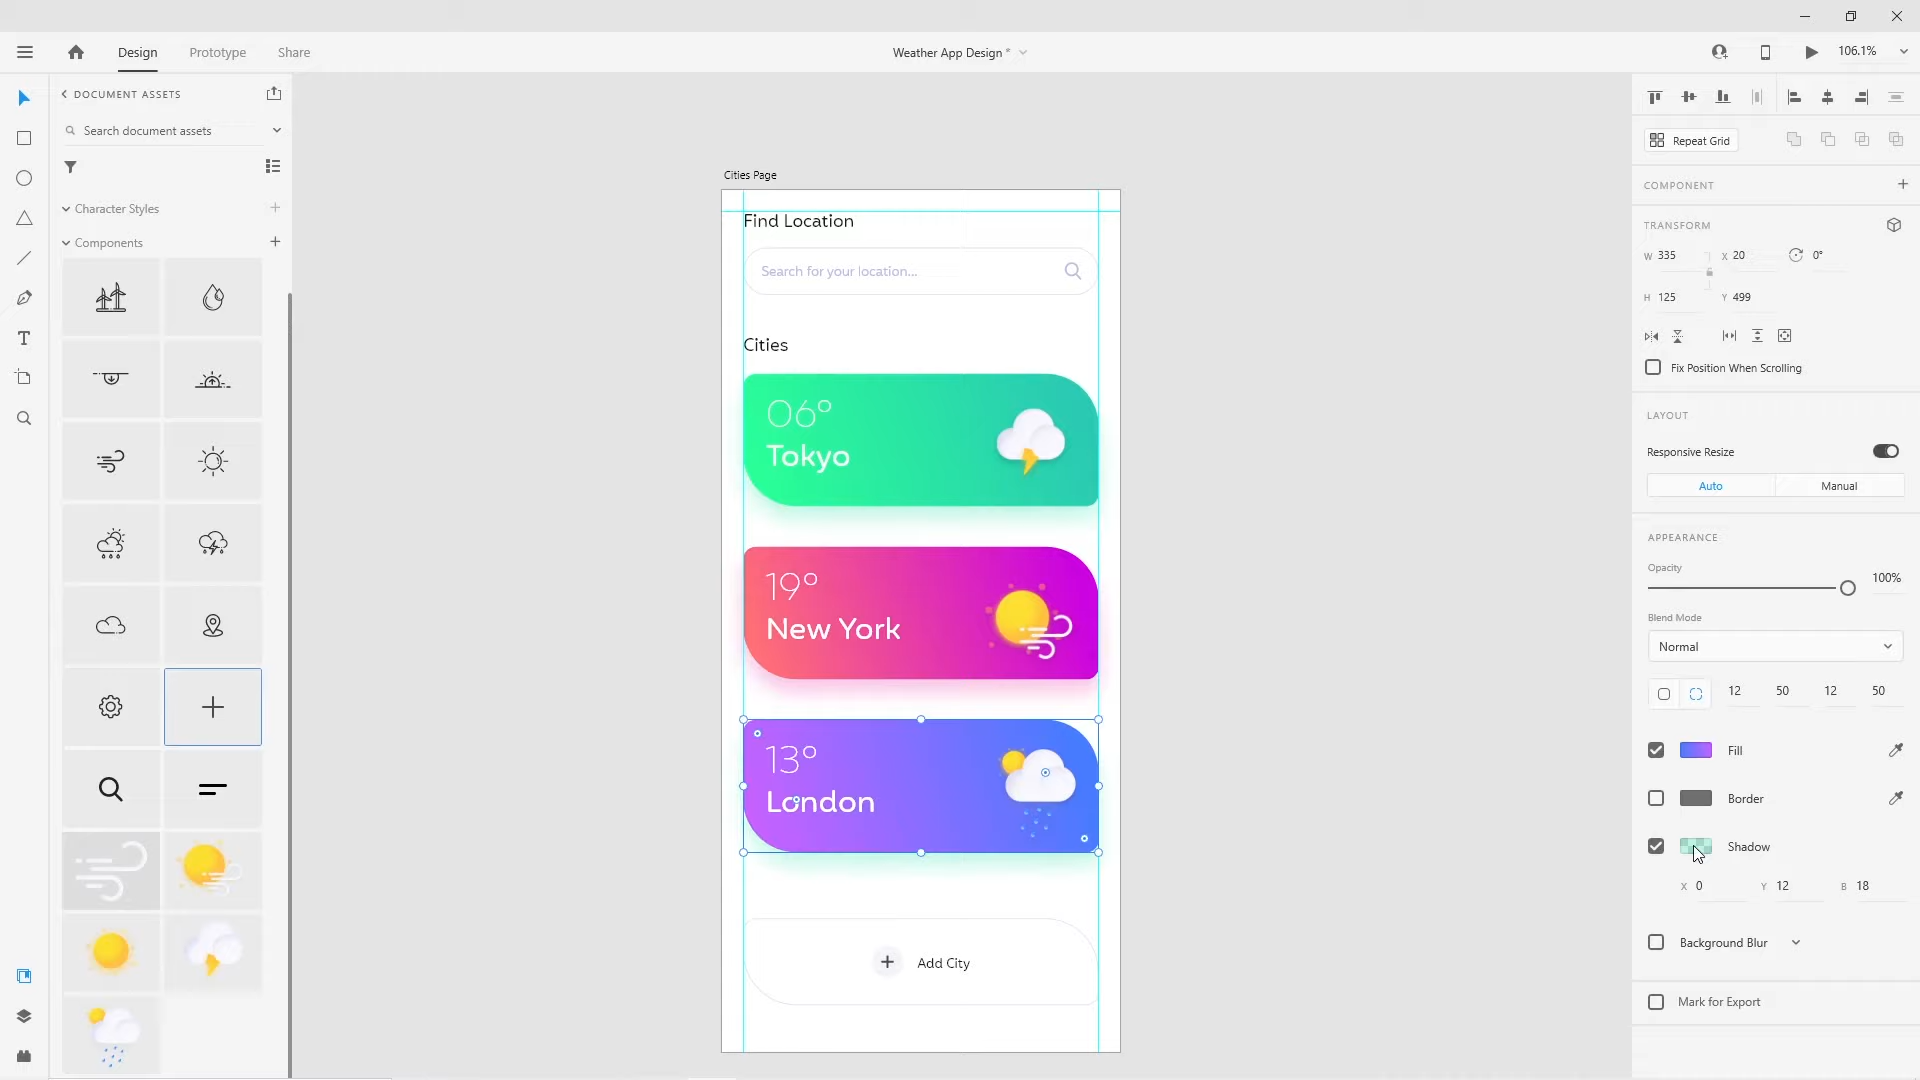 Design
Prototype
Share
Weather App Design *
106.1%
DOCUMENT ASSETS
Search document assets
Character Styles
Components
Cities Page
Find Location
Search for your location...
Cities
06°
Tokyo
19°
New York
13°
London
Add City
Repeat Grid
COMPONENT
TRANSFORM
W 335
X 20
0°
H 125
Y 499
Fix Position When Scrolling
LAYOUT
Responsive Resize
Auto
Manual
APPEARANCE
Opacity
100%
Blend Mode
Normal
12 50 12 50
Fill
Border
Shadow
X 0 Y 12 B 18
Background Blur
Mark for Export